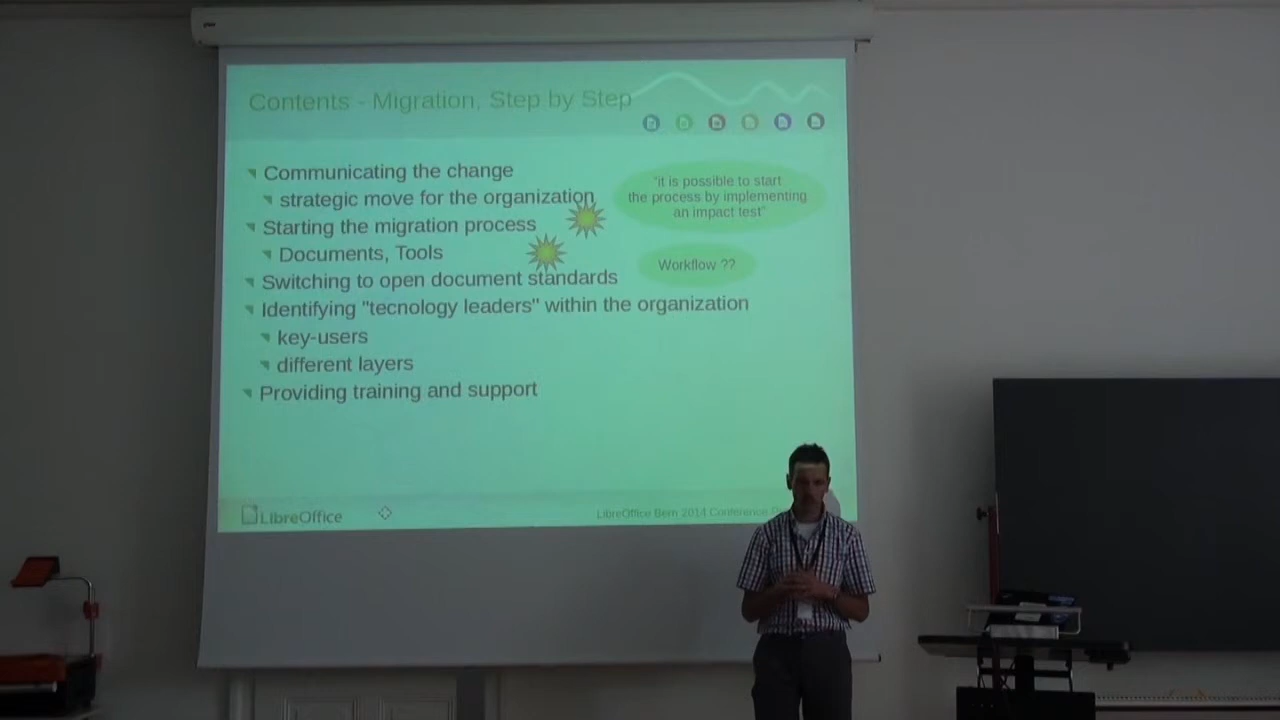 Contents - Migration, Step by Step
Communicating the change
strategic move for the organization
Starting the migration process
Documents, Tools
Switching to open document standards
Identifying "tecnology leaders" within the organization
key-users
different layers
Providing training and support
"it is possible to start
the process by implementing
an impact test"
Workflow ??
LibreOffice
LibreOffice Bern 2014 Conference